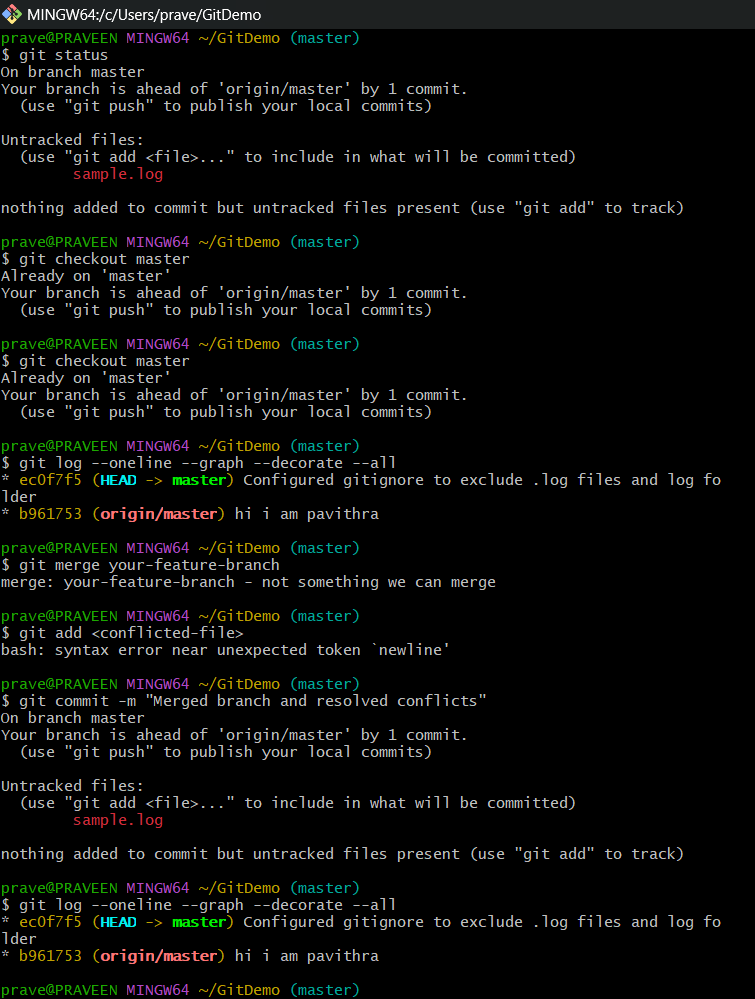 MINGW64:/c/Users/prave/GitDemo
prave@PRAVEEN MINGW64 ~/GitDemo (master)
$ git status
On branch master
Your branch is ahead of 'origin/master' by 1 commit.
  (use "git push" to publish your local commits)

Untracked files:
  (use "git add <file>..." to include in what will be committed)
        sample.log

nothing added to commit but untracked files present (use "git add" to track)

prave@PRAVEEN MINGW64 ~/GitDemo (master)
$ git checkout master
Already on 'master'
Your branch is ahead of 'origin/master' by 1 commit.
  (use "git push" to publish your local commits)

prave@PRAVEEN MINGW64 ~/GitDemo (master)
$ git checkout master
Already on 'master'
Your branch is ahead of 'origin/master' by 1 commit.
  (use "git push" to publish your local commits)

prave@PRAVEEN MINGW64 ~/GitDemo (master)
$ git log --oneline --graph --decorate --all
* ec0f7f5 (HEAD -> master) Configured gitignore to exclude .log files and log fo
lder
* b961753 (origin/master) hi i am pavithra

prave@PRAVEEN MINGW64 ~/GitDemo (master)
$ git merge your-feature-branch
merge: your-feature-branch - not something we can merge

prave@PRAVEEN MINGW64 ~/GitDemo (master)
$ git add <conflicted-file>
bash: syntax error near unexpected token `newline'

prave@PRAVEEN MINGW64 ~/GitDemo (master)
$ git commit -m "Merged branch and resolved conflicts"
On branch master
Your branch is ahead of 'origin/master' by 1 commit.
  (use "git push" to publish your local commits)

Untracked files:
  (use "git add <file>..." to include in what will be committed)
        sample.log

nothing added to commit but untracked files present (use "git add" to track)

prave@PRAVEEN MINGW64 ~/GitDemo (master)
$ git log --oneline --graph --decorate --all
* ec0f7f5 (HEAD -> master) Configured gitignore to exclude .log files and log fo
lder
* b961753 (origin/master) hi i am pavithra

prave@PRAVEEN MINGW64 ~/GitDemo (master)